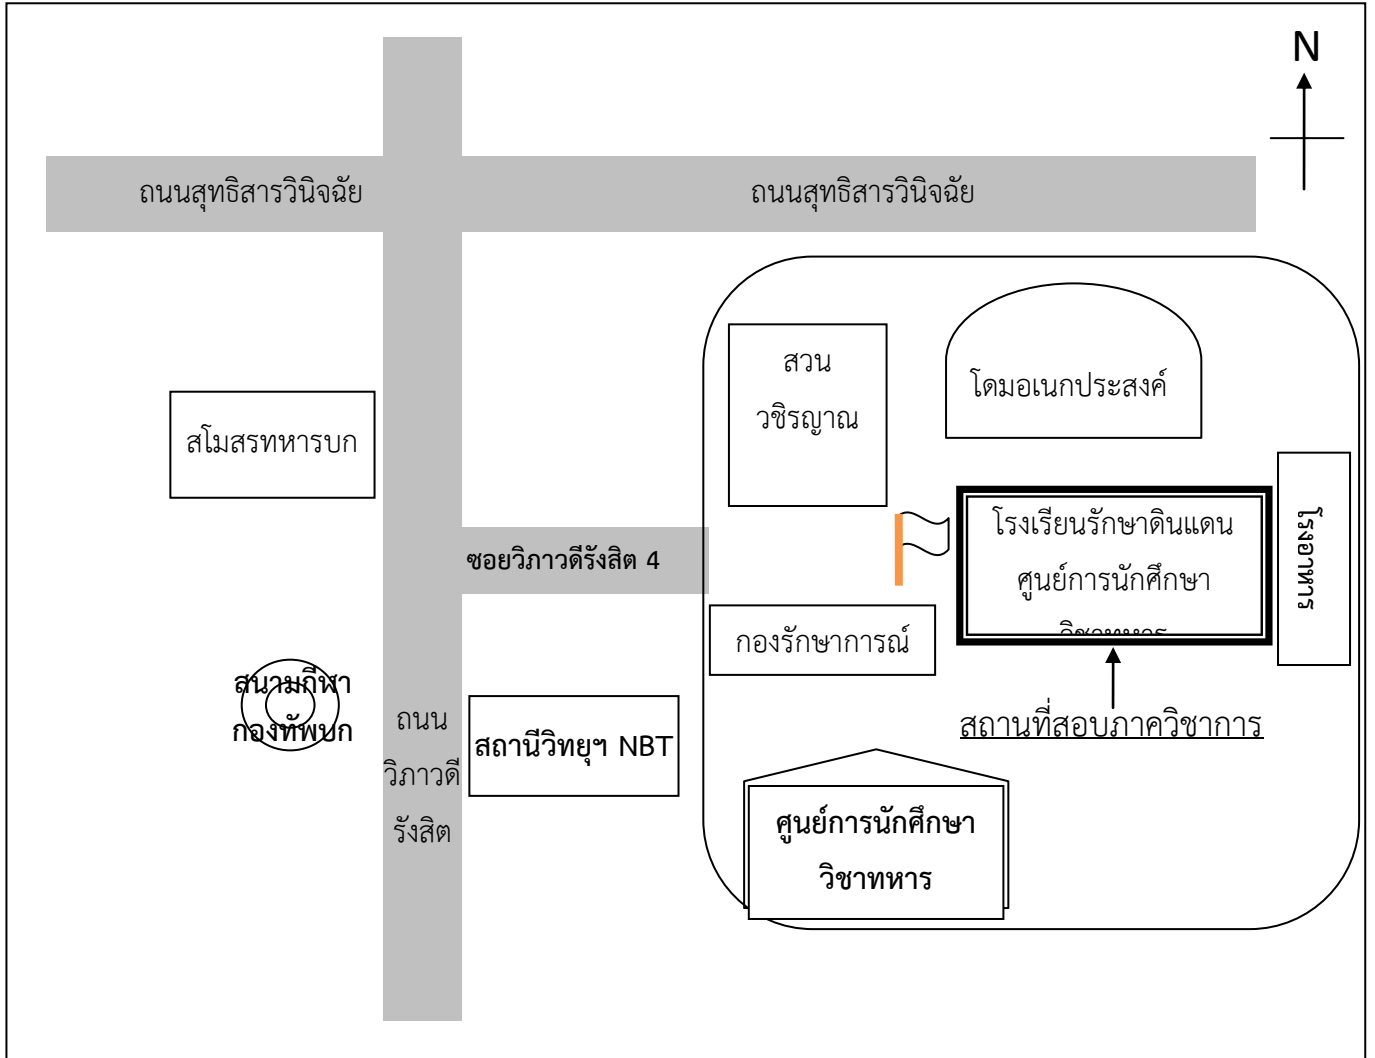 N
ถนนสุทธิสารวินิจฉัย
ถนนสุทธิสารวินิจฉัย
สวน
วชิรญาณ
โดมอเนกประสงค์
สโมสรทหารบก
โรงเรียนรักษาดินแดน
ศูนย์การนักศึกษา
วิชาทหาร
โรงอาหาร
ซอยวิภาวดีรังสิต 4
กองรักษาการณ์
สนามกีฬา
กองทัพบก
ถนน
วิภาวดี
รังสิต
สถานีวิทยุฯ NBT
สถานที่สอบภาควิชาการ
ศูนย์การนักศึกษา
วิชาทหาร